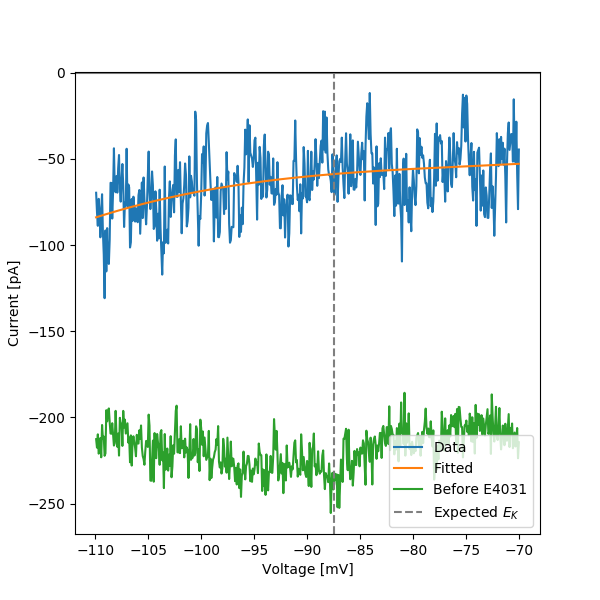 0
−50
−100
−150
−200
−250
Current [pA]
−110 −105 −100 −95 −90 −85 −80 −75 −70
Voltage [mV]
Data
Fitted
Before E4031
Expected E_K